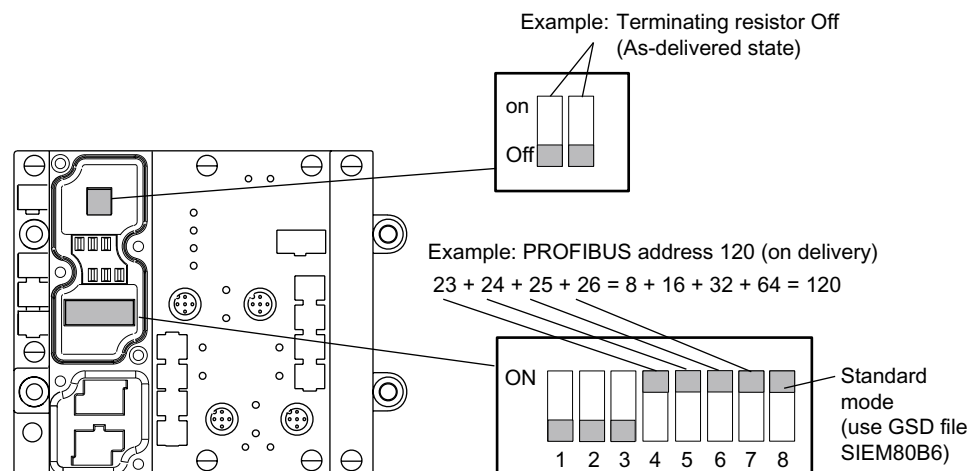 Example: Terminating resistor Off
(As-delivered state)
on
Off
Example: PROFIBUS address 120 (on delivery)
23 + 24 + 25 + 26 = 8 + 16 + 32 + 64 = 120
ON
1 2 3 4 5 6 7 8
Standard
mode
(use GSD file
SIEM80B6)